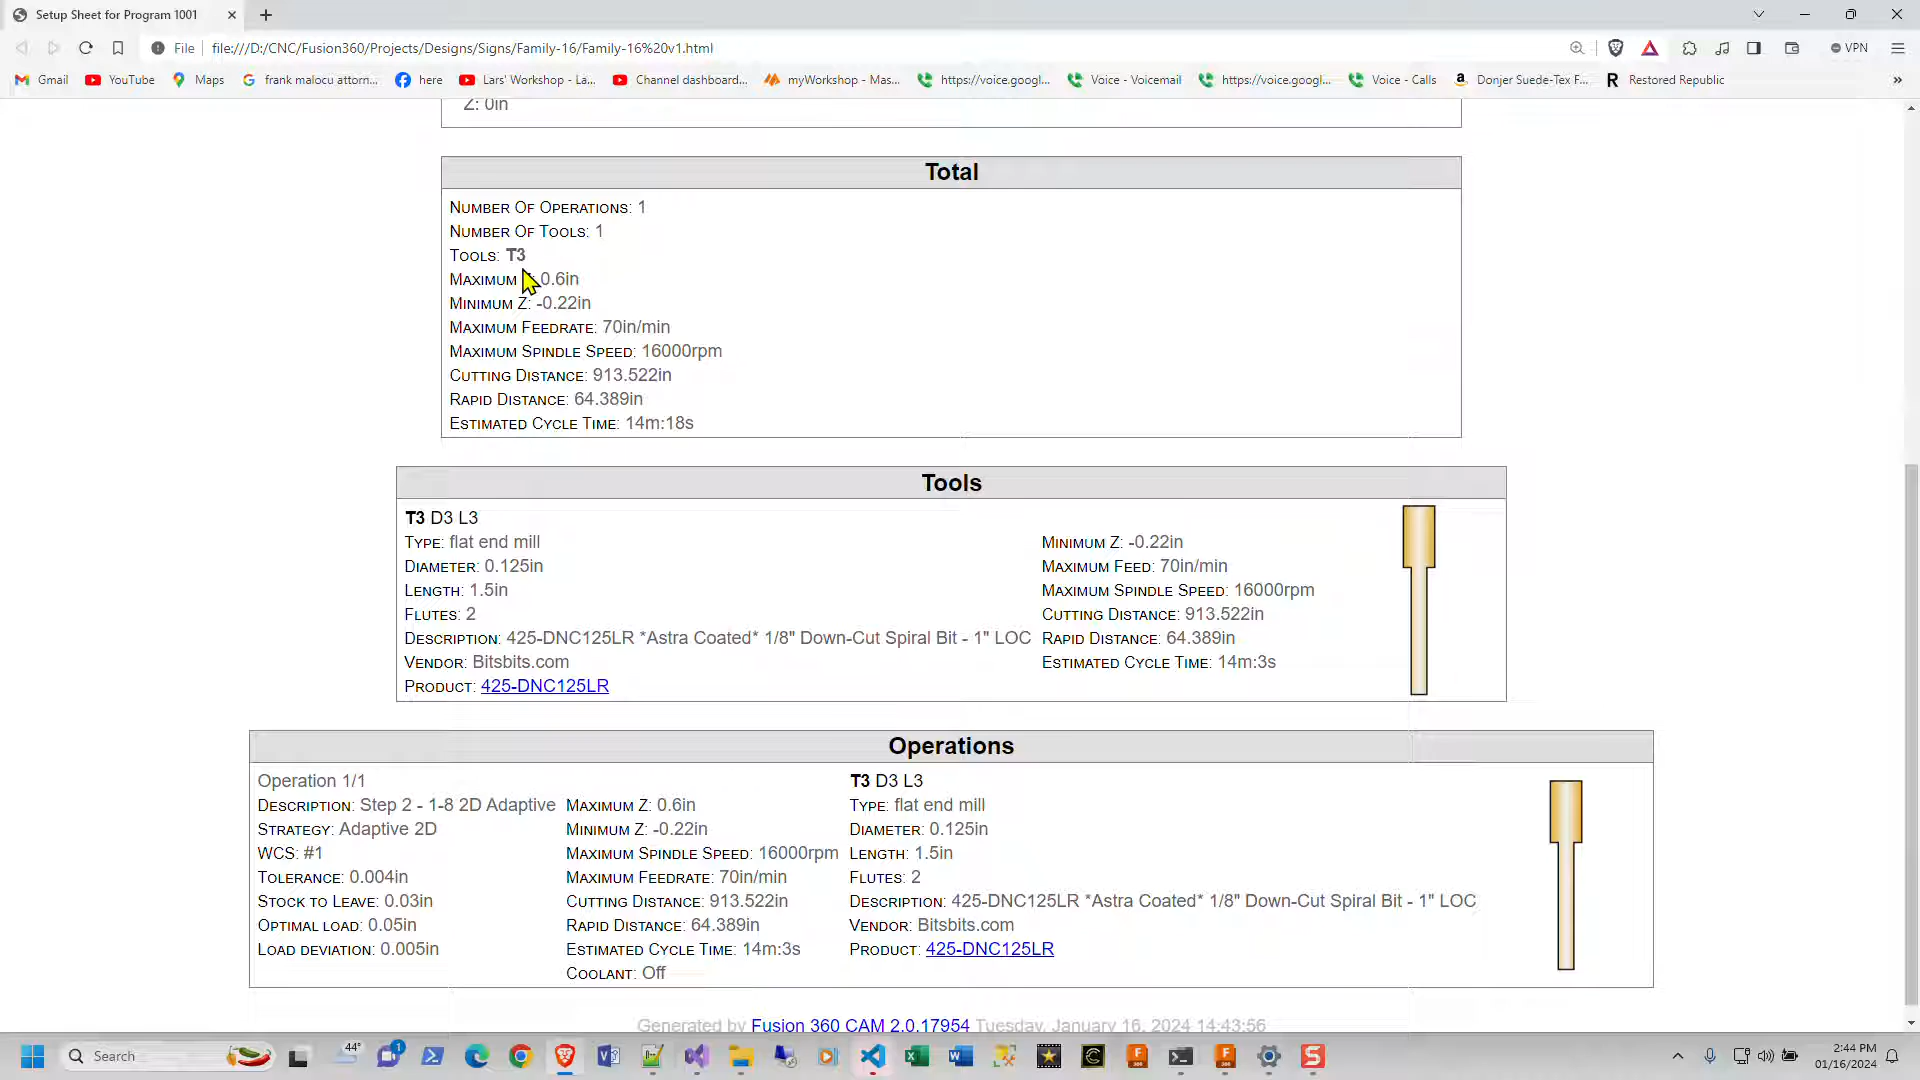 Setup Sheet for Program 1001
File
file:///D:/CNC/Fusion360/Projects/Designs/Signs/Family-16/Family-16%20v1.html
VPN
Gmail
YouTube
Maps
frank malocu attorn...
here
Lars' Workshop - La...
Channel dashboard...
myWorkshop - Mas...
https://voice.googl...
Voice - Voicemail
https://voice.googl...
Voice - Calls
Donjer Suede-Tex F...
Restored Republic
»
Z: 0in
Total
NUMBER OF OPERATIONS: 1
NUMBER OF TOOLS: 1
TOOLS: T3
MAXIMUM 0.6in
MINIMUM Z: -0.22in
MAXIMUM FEEDRATE: 70in/min
MAXIMUM SPINDLE SPEED: 16000rpm
CUTTING DISTANCE: 913.522in
RAPID DISTANCE: 64.389in
ESTIMATED CYCLE TIME: 14m:18s
Tools
T3 D3 L3
TYPE: flat end mill
DIAMETER: 0.125in
LENGTH: 1.5in
FLUTES: 2
DESCRIPTION: 425-DNC125LR *Astra Coated* 1/8" Down-Cut Spiral Bit - 1" LOC
VENDOR: Bitsbits.com
PRODUCT: 425-DNC125LR
MINIMUM Z: -0.22in
MAXIMUM FEED: 70in/min
MAXIMUM SPINDLE SPEED: 16000rpm
CUTTING DISTANCE: 913.522in
RAPID DISTANCE: 64.389in
ESTIMATED CYCLE TIME: 14m:3s
Operations
Operation 1/1
DESCRIPTION: Step 2 - 1-8 2D Adaptive
STRATEGY: Adaptive 2D
WCS: #1
TOLERANCE: 0.004in
STOCK TO LEAVE: 0.03in
OPTIMAL LOAD: 0.05in
LOAD DEVIATION: 0.005in
MAXIMUM Z: 0.6in
MINIMUM Z: -0.22in
MAXIMUM SPINDLE SPEED: 16000rpm
MAXIMUM FEEDRATE: 70in/min
CUTTING DISTANCE: 913.522in
RAPID DISTANCE: 64.389in
ESTIMATED CYCLE TIME: 14m:3s
COOLANT: Off
T3 D3 L3
TYPE: flat end mill
DIAMETER: 0.125in
LENGTH: 1.5in
FLUTES: 2
DESCRIPTION: 425-DNC125LR *Astra Coated* 1/8" Down-Cut Spiral Bit - 1" LOC
VENDOR: Bitsbits.com
PRODUCT: 425-DNC125LR
Generated by Fusion 360 CAM 2.0.17954 Tuesday, January 16, 2024 14:43:56
Search
44°
1
2:44 PM
01/16/2024